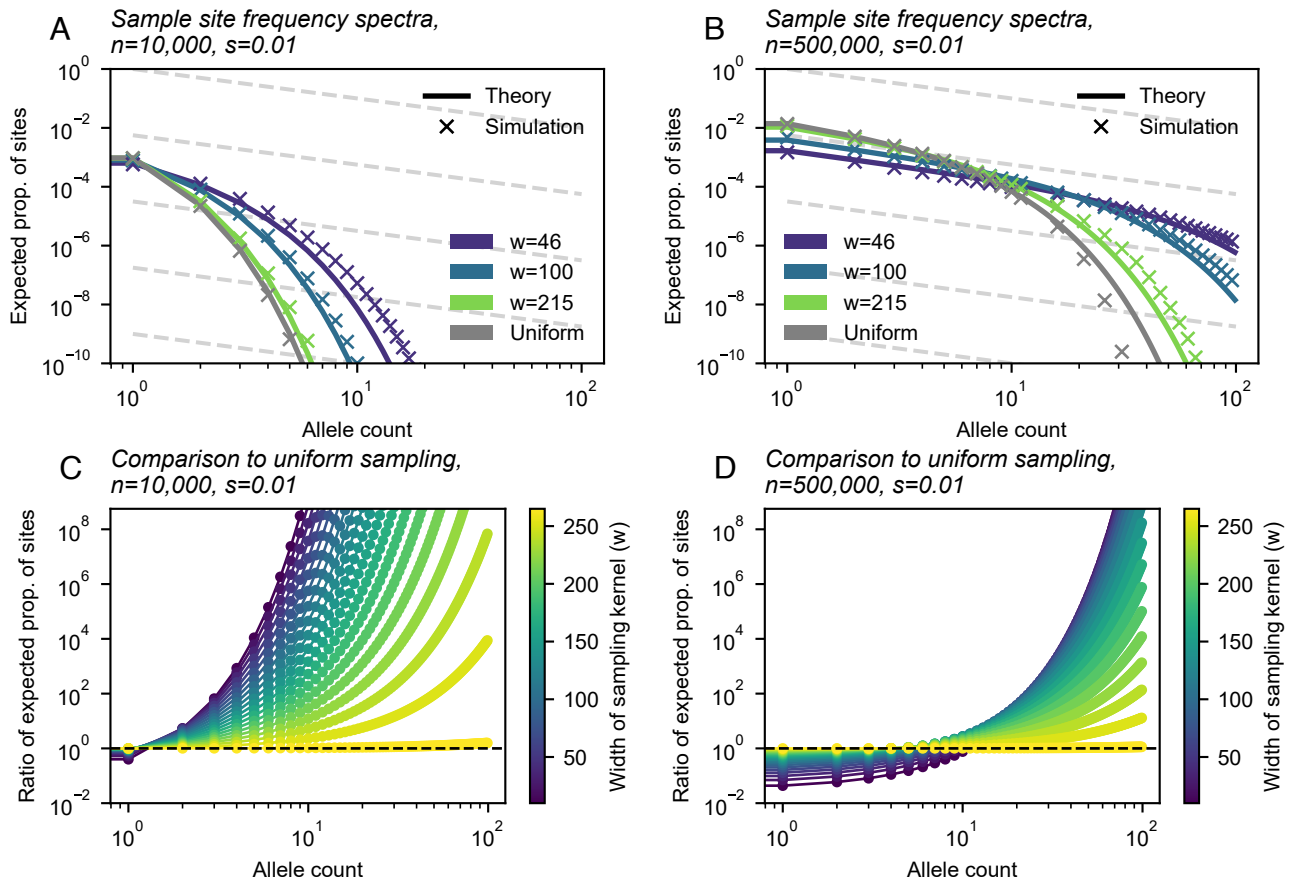 A
Sample site frequency spectra,
n=10,000, s=0.01
Expected prop. of sites
10^0
10^−2
10^−4
10^−6
10^−8
10^−10
Theory
Simulation
w=46
w=100
w=215
Uniform
10^0
10^1
10^2
Allele count
B
Sample site frequency spectra,
n=500,000, s=0.01
Expected prop. of sites
10^0
10^−2
10^−4
10^−6
10^−8
10^−10
Theory
Simulation
w=46
w=100
w=215
Uniform
10^0
10^1
10^2
Allele count
C
Comparison to uniform sampling,
n=10,000, s=0.01
Ratio of expected prop. of sites
10^8
10^6
10^4
10^2
10^0
10^−2
10^0
10^1
10^2
Allele count
250
200
150
100
50
Width of sampling kernel (w)
D
Comparison to uniform sampling,
n=500,000, s=0.01
Ratio of expected prop. of sites
10^8
10^6
10^4
10^2
10^0
10^−2
10^0
10^1
10^2
Allele count
250
200
150
100
50
Width of sampling kernel (w)